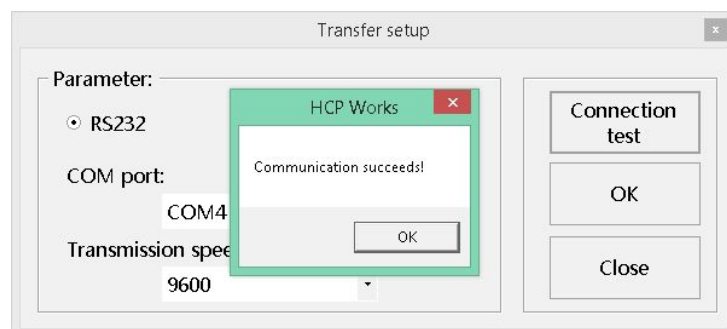 Transfer setup
x
Parameter:
RS232
COM port:
COM4
Transmission spee
9600
HCP Works
Communication succeeds!
OK
Connection
test
OK
Close